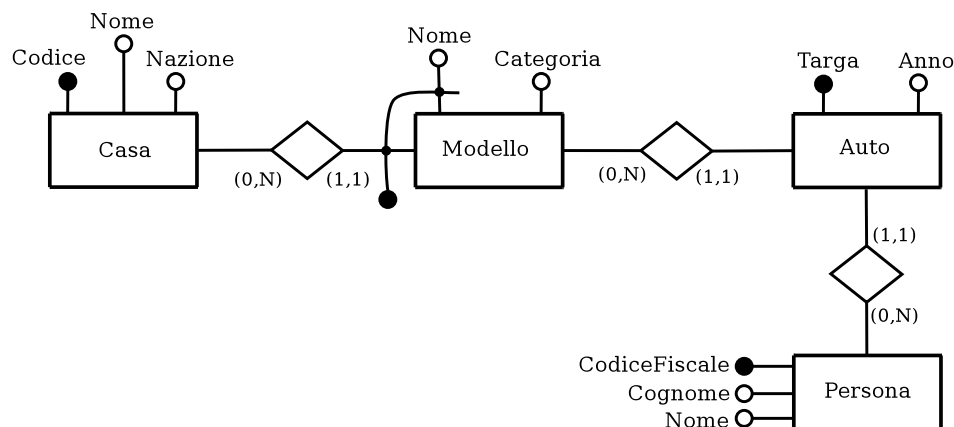 Nome
Codice
Nazione
Nome
Categoria
Targa
Anno
Casa
Modello
Auto
(0,N)
(1,1)
(0,N)
(1,1)
(1,1)
(0,N)
CodiceFiscale
Cognome
Nome
Persona